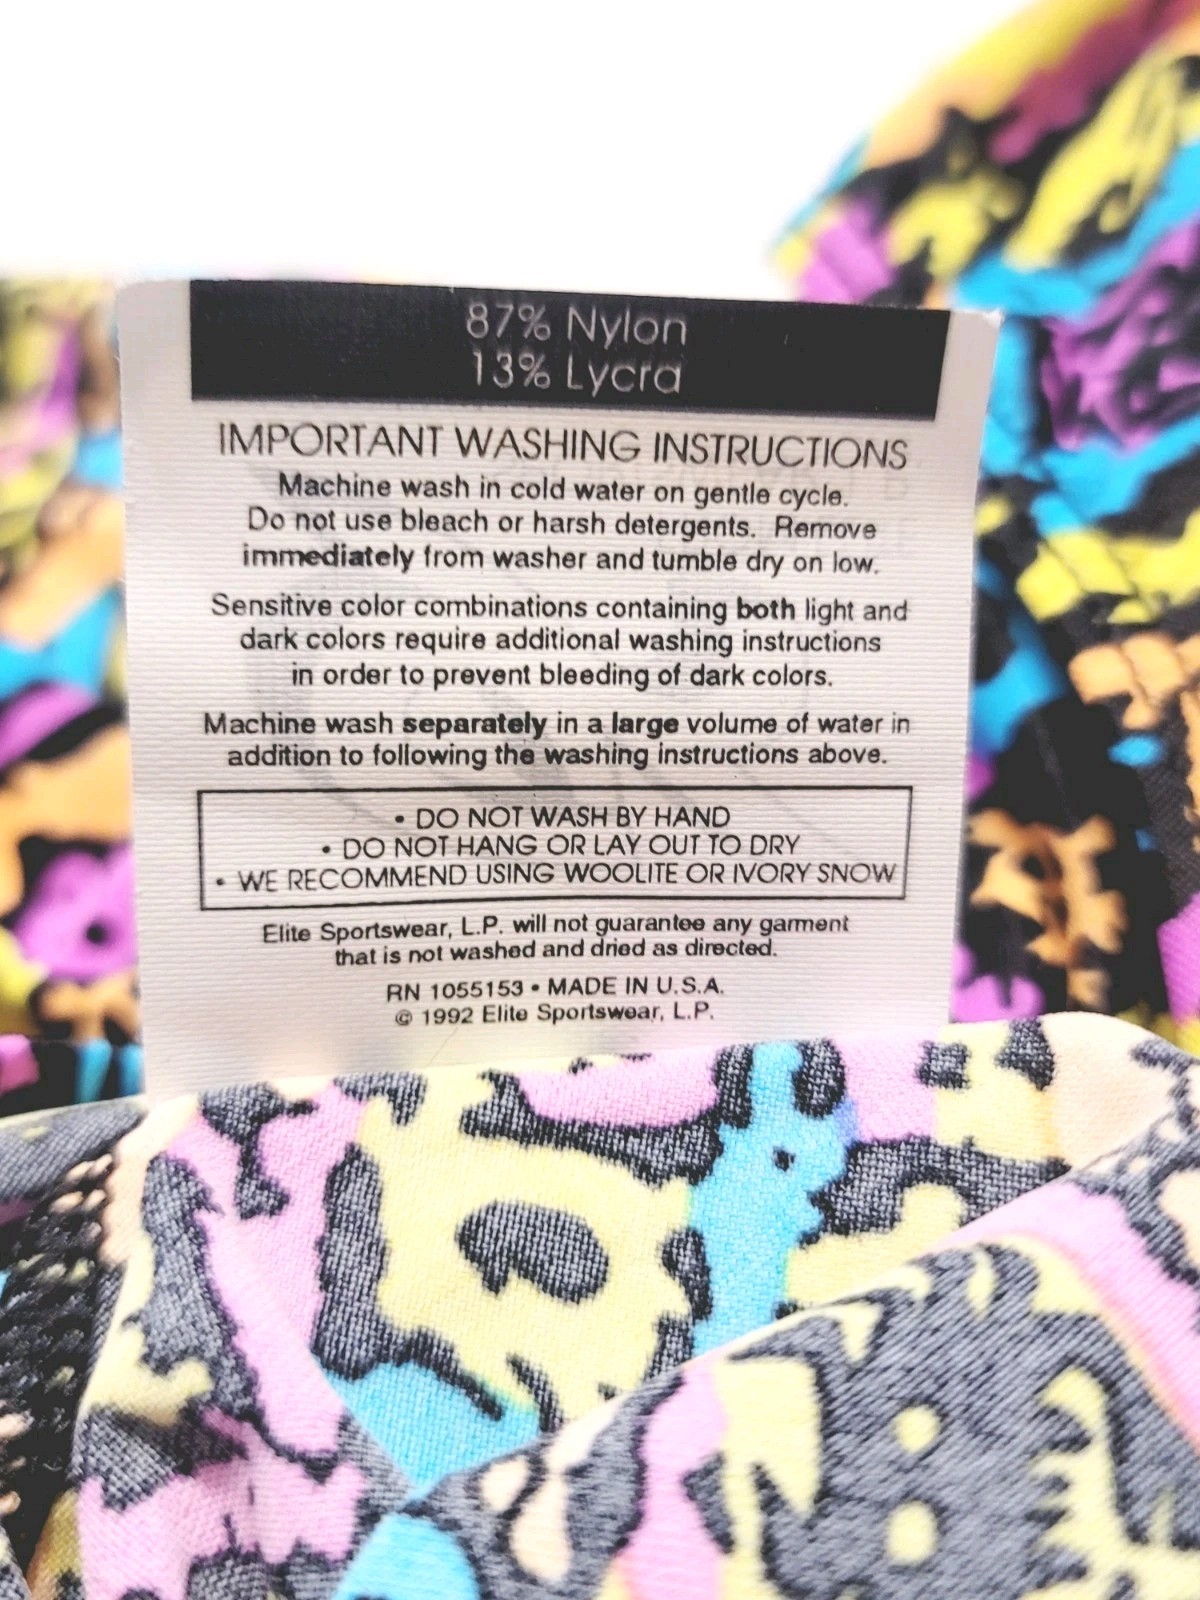 87% Nylon
13% Lycra
IMPORTANT WASHING INSTRUCTIONS
Machine wash in cold water on gentle cycle.
Do not use bleach or harsh detergents. Remove
immediately from washer and tumble dry on low.
Sensitive color combinations containing both light and
dark colors require additional washing instructions
in order to prevent bleeding of dark colors.
Machine wash separately in a large volume of water in
addition to following the washing instructions above.
• DO NOT WASH BY HAND
• DO NOT HANG OR LAY OUT TO DRY
• WE RECOMMEND USING WOOLITE OR IVORY SNOW
Elite Sportswear, L.P. will not guarantee any garment
that is not washed and dried as directed.
RN 1055153 • MADE IN U.S.A.
© 1992 Elite Sportswear, L.P.